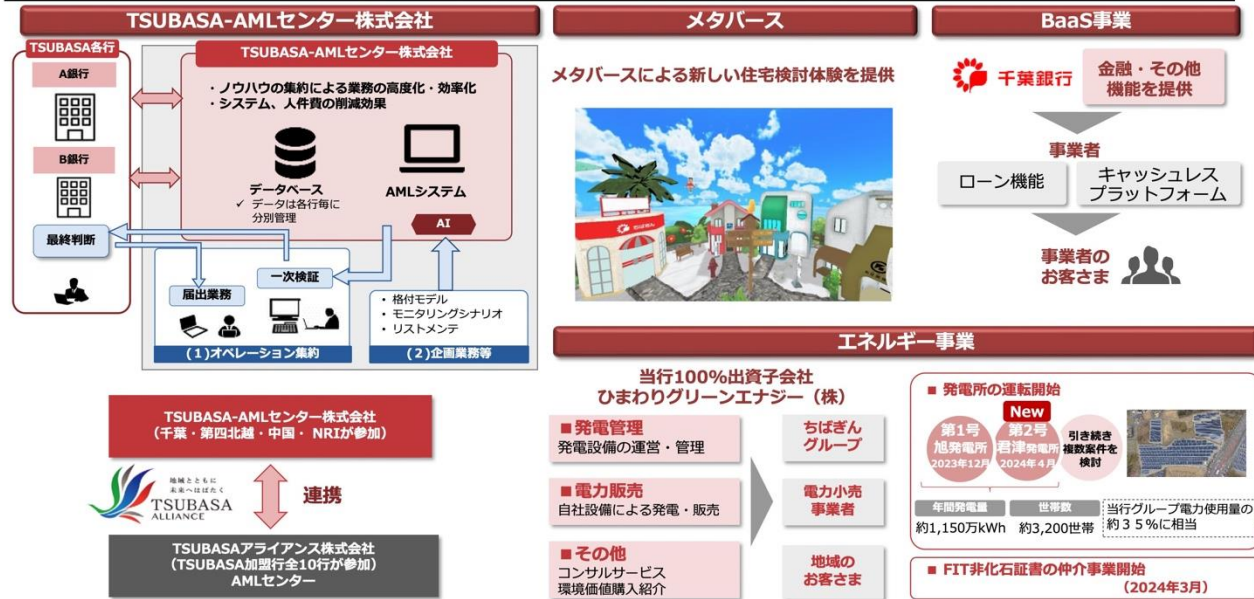 TSUBASA-AMLセンター株式会社
TSUBASA各行
A銀行
B銀行
最終判断
TSUBASA-AMLセンター株式会社
・ノウハウの集約による業務の高度化・効率化
・システム、人件費の削減効果
データベース
✓ データは各行毎に
分別管理
AMLシステム
AI
一次検証
届出業務
(1)オペレーション集約
・ 格付モデル
・ モニタリングシナリオ
・ リストメンテ
(2)企画業務等
TSUBASA-AMLセンター株式会社
(千葉・第四北越・中国・ NRIが参加)
地域とともに
未来へはばたく
TSUBASA
ALLIANCE
連携
TSUBASAアライアンス株式会社
(TSUBASA加盟行全10行が参加)
AMLセンター
メタバース
メタバースによる新しい住宅検討体験を提供
BaaS事業
千葉銀行
金融・その他
機能を提供
事業者
ローン機能
キャッシュレス
プラットフォーム
事業者の
お客さま
エネルギー事業
当行100%出資子会社
ひまわりグリーンエナジー（株）
■発電管理
発電設備の運営・管理
■電力販売
自社設備による発電・販売
■その他
コンサルサービス
環境価値購入紹介
ちばぎん
グループ
電力小売
事業者
地域の
お客さま
■ 発電所の運転開始
New
第1号
旭発電所
2023年12月
第2号
君津発電所
2024年4月
引き続き
複数案件を
検討
年間発電量
約1,150万kWh
世帯数
約3,200世帯
当行グループ電力使用量の
約３５%に相当
■ FIT非化石証書の仲介事業開始
（2024年3月）